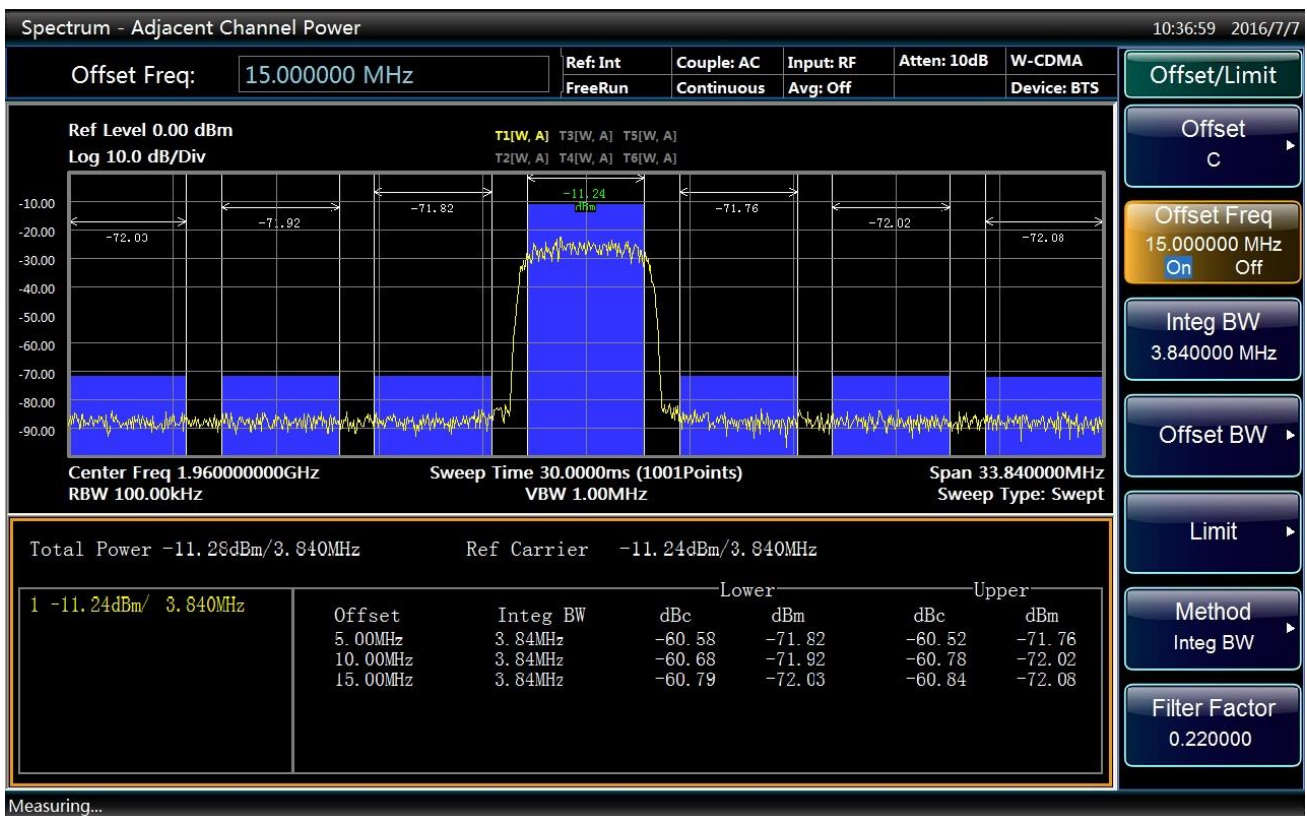 Spectrum - Adjacent Channel Power 10:36:59 2016/7/7
Offset Freq: 15.000000 MHz
Ref: Int Couple: AC Input: RF Atten: 10dB W-CDMA
FreeRun Continuous Avg: Off Device: BTS
Ref Level 0.00 dBm
Log 10.0 dB/Div
T1[W, A] T3[W, A] T5[W, A]
T2[W, A] T4[W, A] T6[W, A]
-10.00
-20.00
-30.00
-40.00
-50.00
-60.00
-70.00
-80.00
-90.00
-72.03
-71.92
-71.82
-11.24
dBm
-71.76
-72.02
-72.08
Center Freq 1.960000000GHz Sweep Time 30.0000ms (1001Points) Span 33.840000MHz
RBW 100.00kHz VBW 1.00MHz Sweep Type: Swept
Total Power -11.28dBm/3.840MHz Ref Carrier -11.24dBm/3.840MHz
1 -11.24dBm/ 3.840MHz
Lower Upper
Offset Integ BW dBc dBm dBc dBm
5.00MHz 3.84MHz -60.58 -71.82 -60.52 -71.76
10.00MHz 3.84MHz -60.68 -71.92 -60.78 -72.02
15.00MHz 3.84MHz -60.79 -72.03 -60.84 -72.08
Offset/Limit
Offset
C
Offset Freq
15.000000 MHz
On Off
Integ BW
3.840000 MHz
Offset BW
Limit
Method
Integ BW
Filter Factor
0.220000
Measuring...